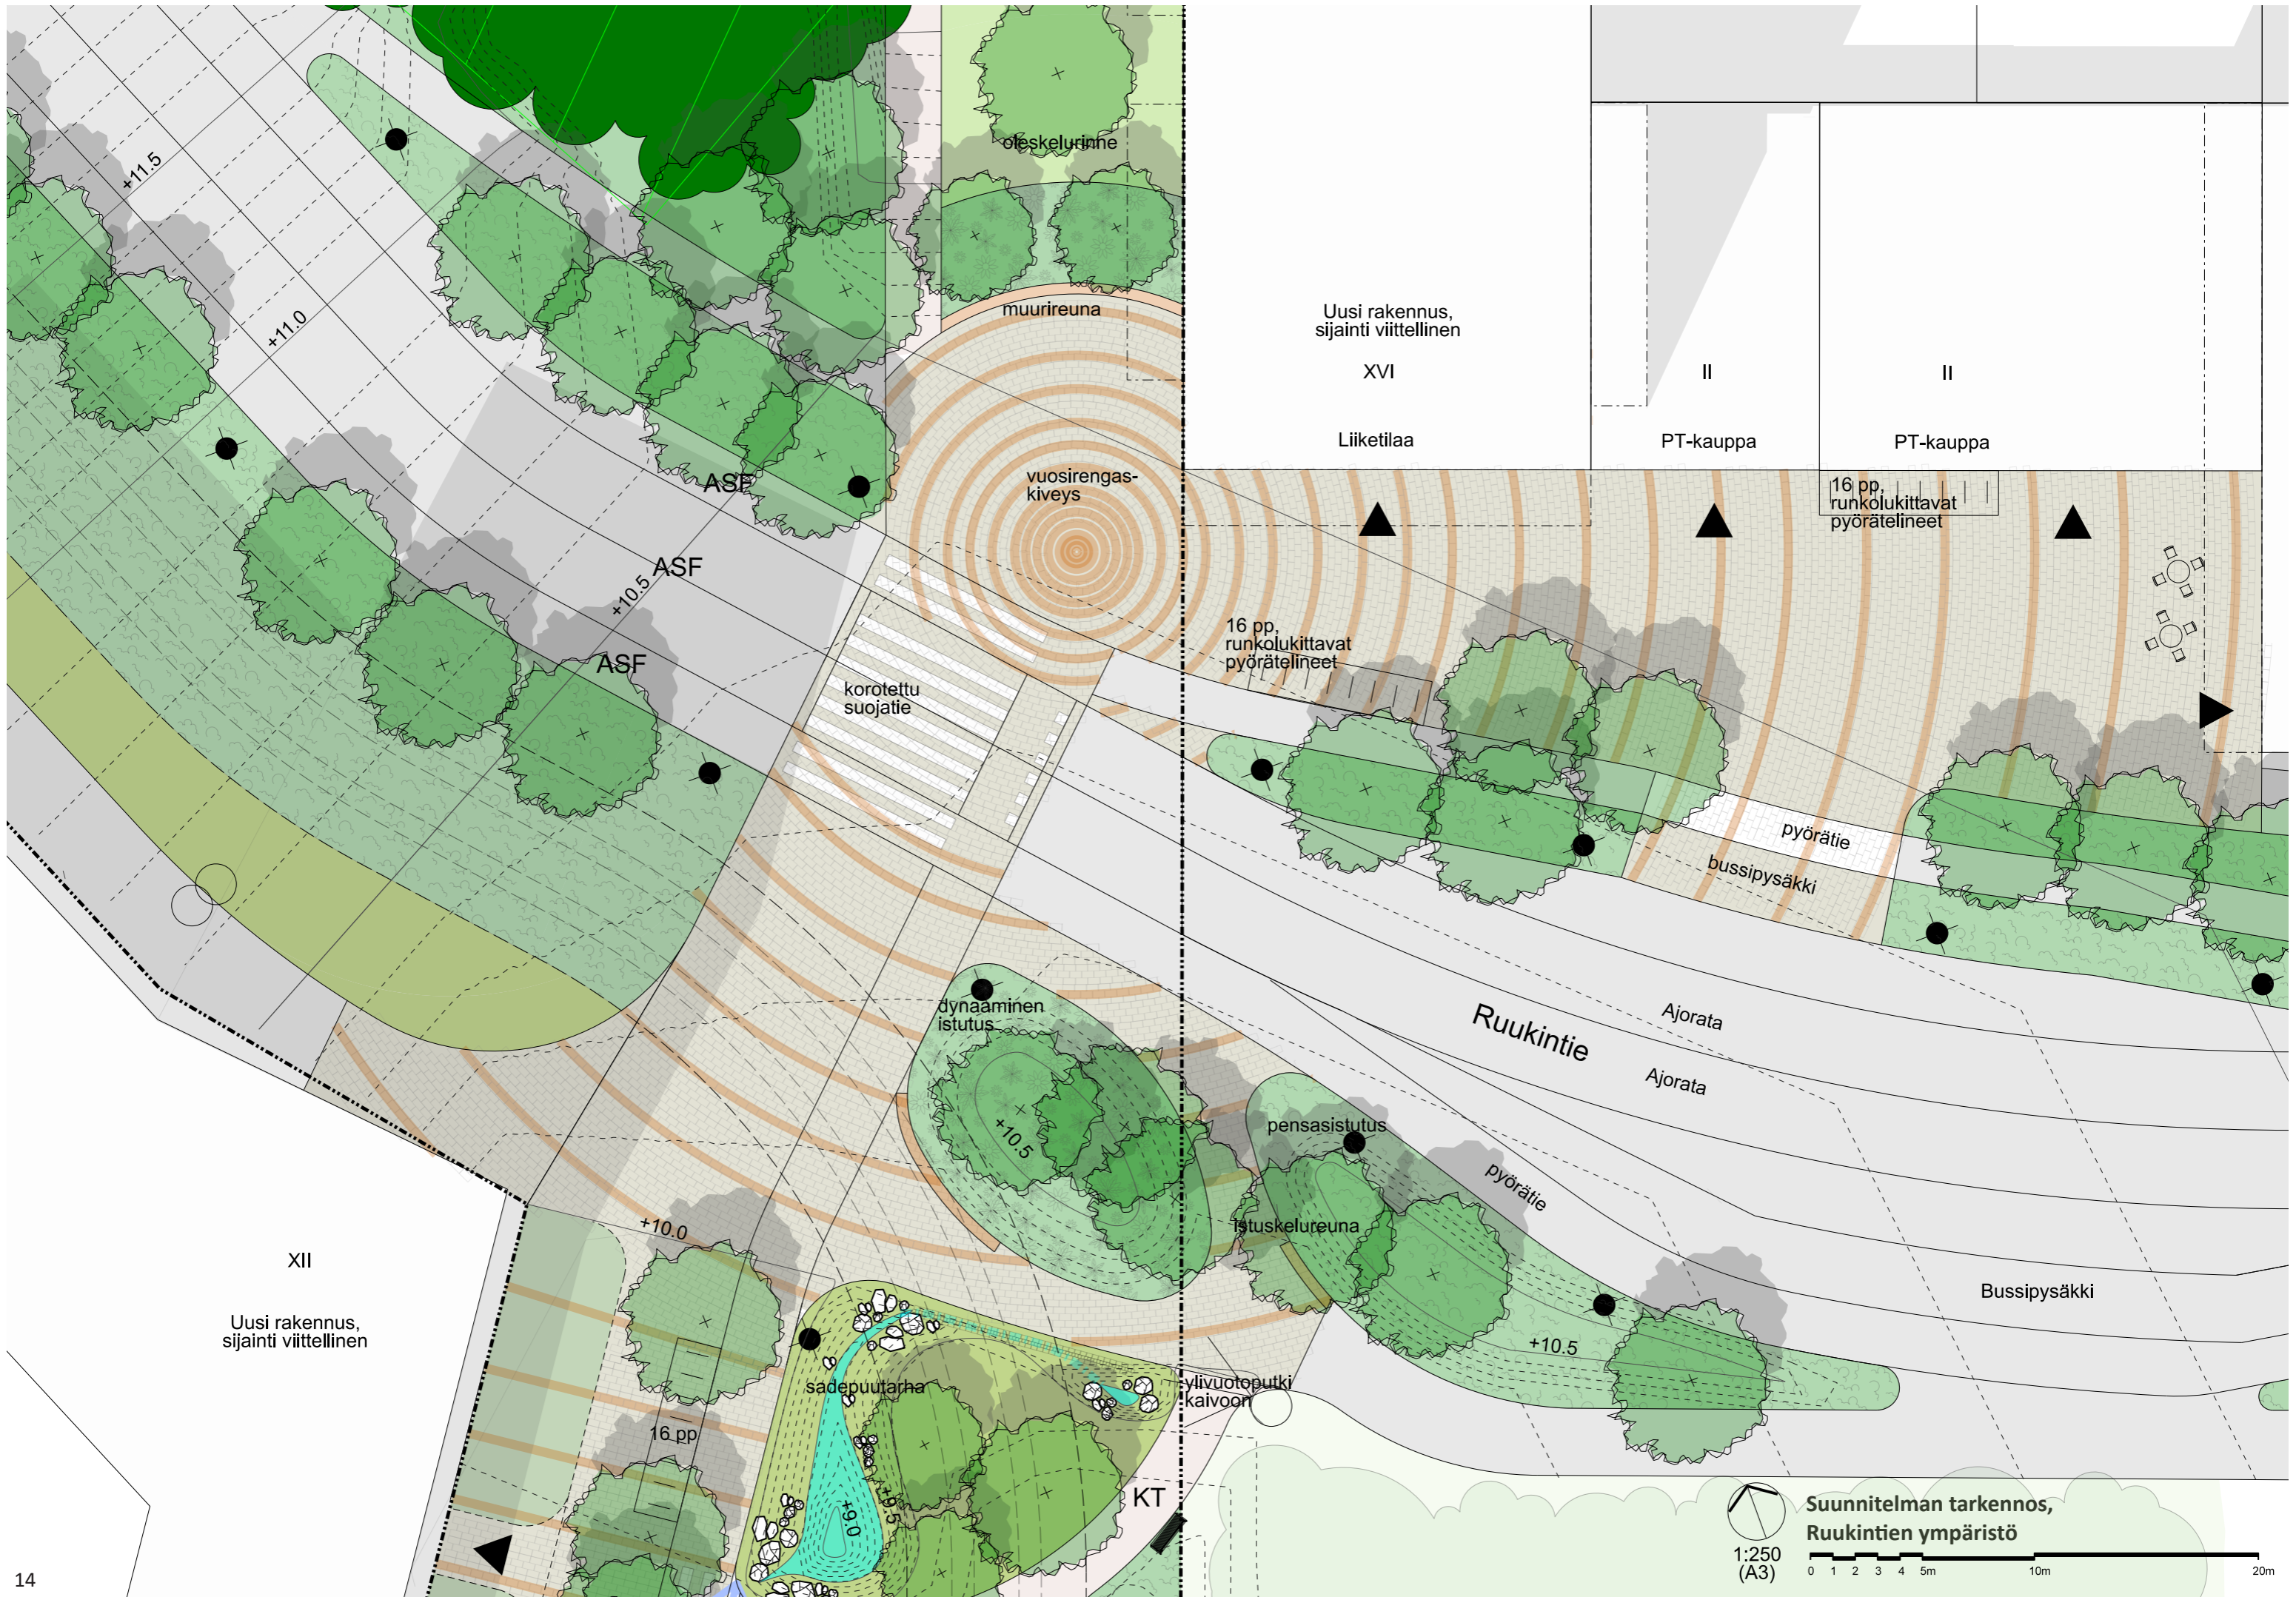 oleskelurinne
+11.5
+11.0
muurireuna
Uusi rakennus,
sijainti viittellinen
XVI
Liiketilaa
II
PT-kauppa
II
PT-kauppa
vuosirengas-
kiveys
16 pp,
runkolukittavat
pyörätelineet
ASF
ASF
+10.5
ASF
16 pp,
runkolukittavat
pyörätelineet
korotettu
suojatie
pyörätie
bussipysäkki
dynaaminen
istutus
+10.5
Ruukintie
Ajorata
Ajorata
pensasistutus
pyörätie
istuskelureuna
+10.0
XII
Uusi rakennus,
sijainti viittellinen
Bussipysäkki
+10.5
sadepuutarha
ylivuotoputki
kaivoon
16 pp
+9.5
+9.0
KT
Suunnitelman tarkennos,
Ruukintien ympäristö
1:250
(A3)
0 1 2 3 4 5m 10m 20m
14